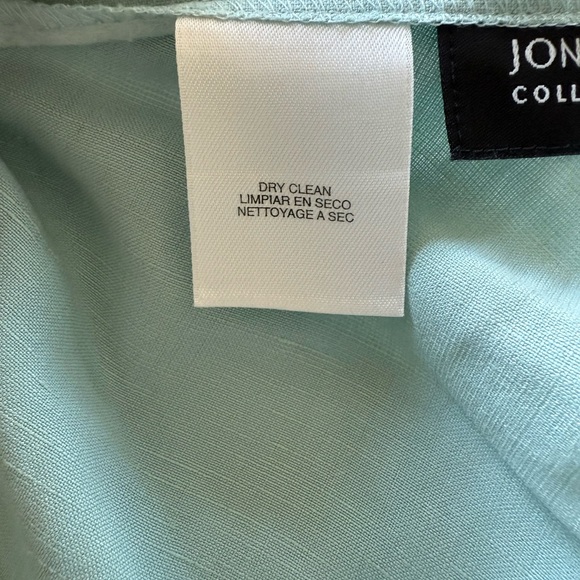 DRY CLEAN
LIMPIAR EN SECO
NETTOYAGE A SEC
JON
COLL